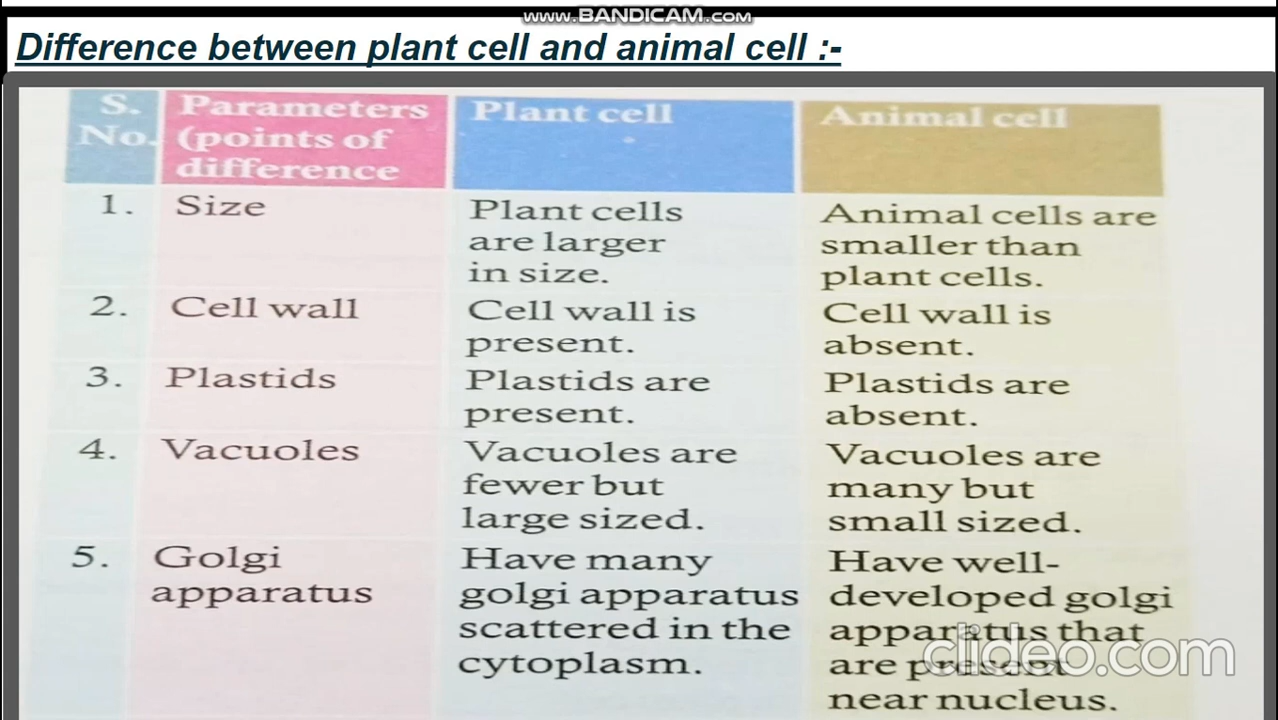 www.BANDICAM.com
Difference between plant cell and animal cell :-
S. No.
Parameters (points of difference
Plant cell
Animal cell
1.
Size
Plant cells
are larger
in size.
Animal cells are
smaller than
plant cells.
2.
Cell wall
Cell wall is
present.
Cell wall is
absent.
3.
Plastids
Plastids are
present.
Plastids are
absent.
4.
Vacuoles
Vacuoles are
fewer but
large sized.
Vacuoles are
many but
small sized.
5.
Golgi
apparatus
Have many
golgi apparatus
scattered in the
cytoplasm.
Have well-
developed golgi
apparatus that
are present
near nucleus.
clideo.com